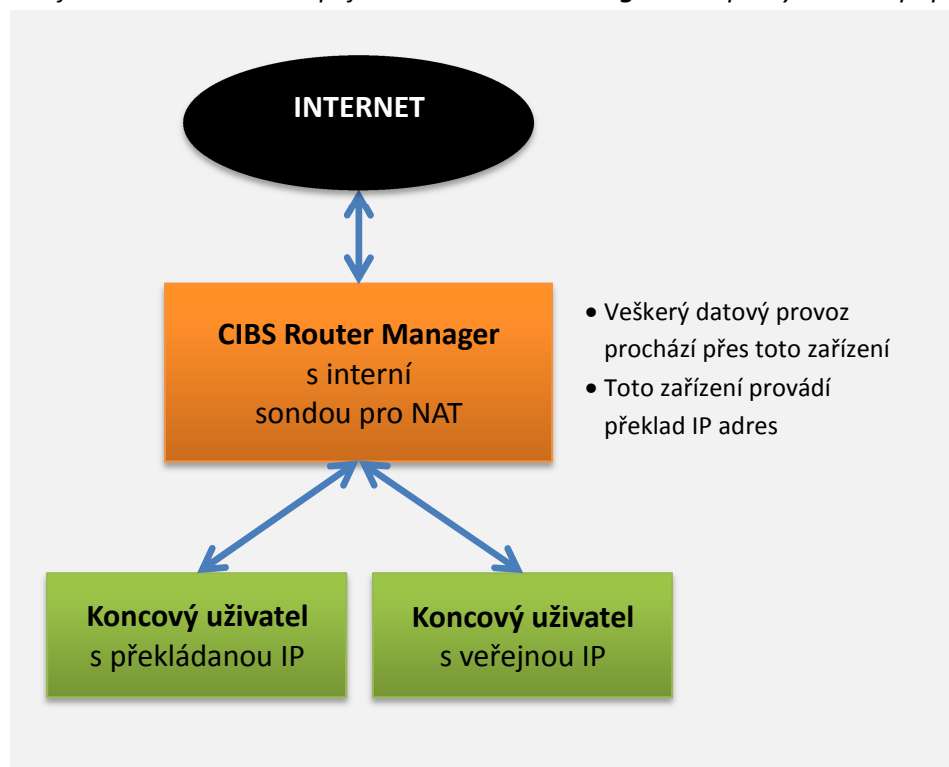 INTERNET
CIBS Router Manager
s interní
sondou pro NAT
• Veškerý datový provoz
prochází přes toto zařízení
• Toto zařízení provádí
překlad IP adres
Koncový uživatel
s překládanou IP
Koncový uživatel
s veřejnou IP